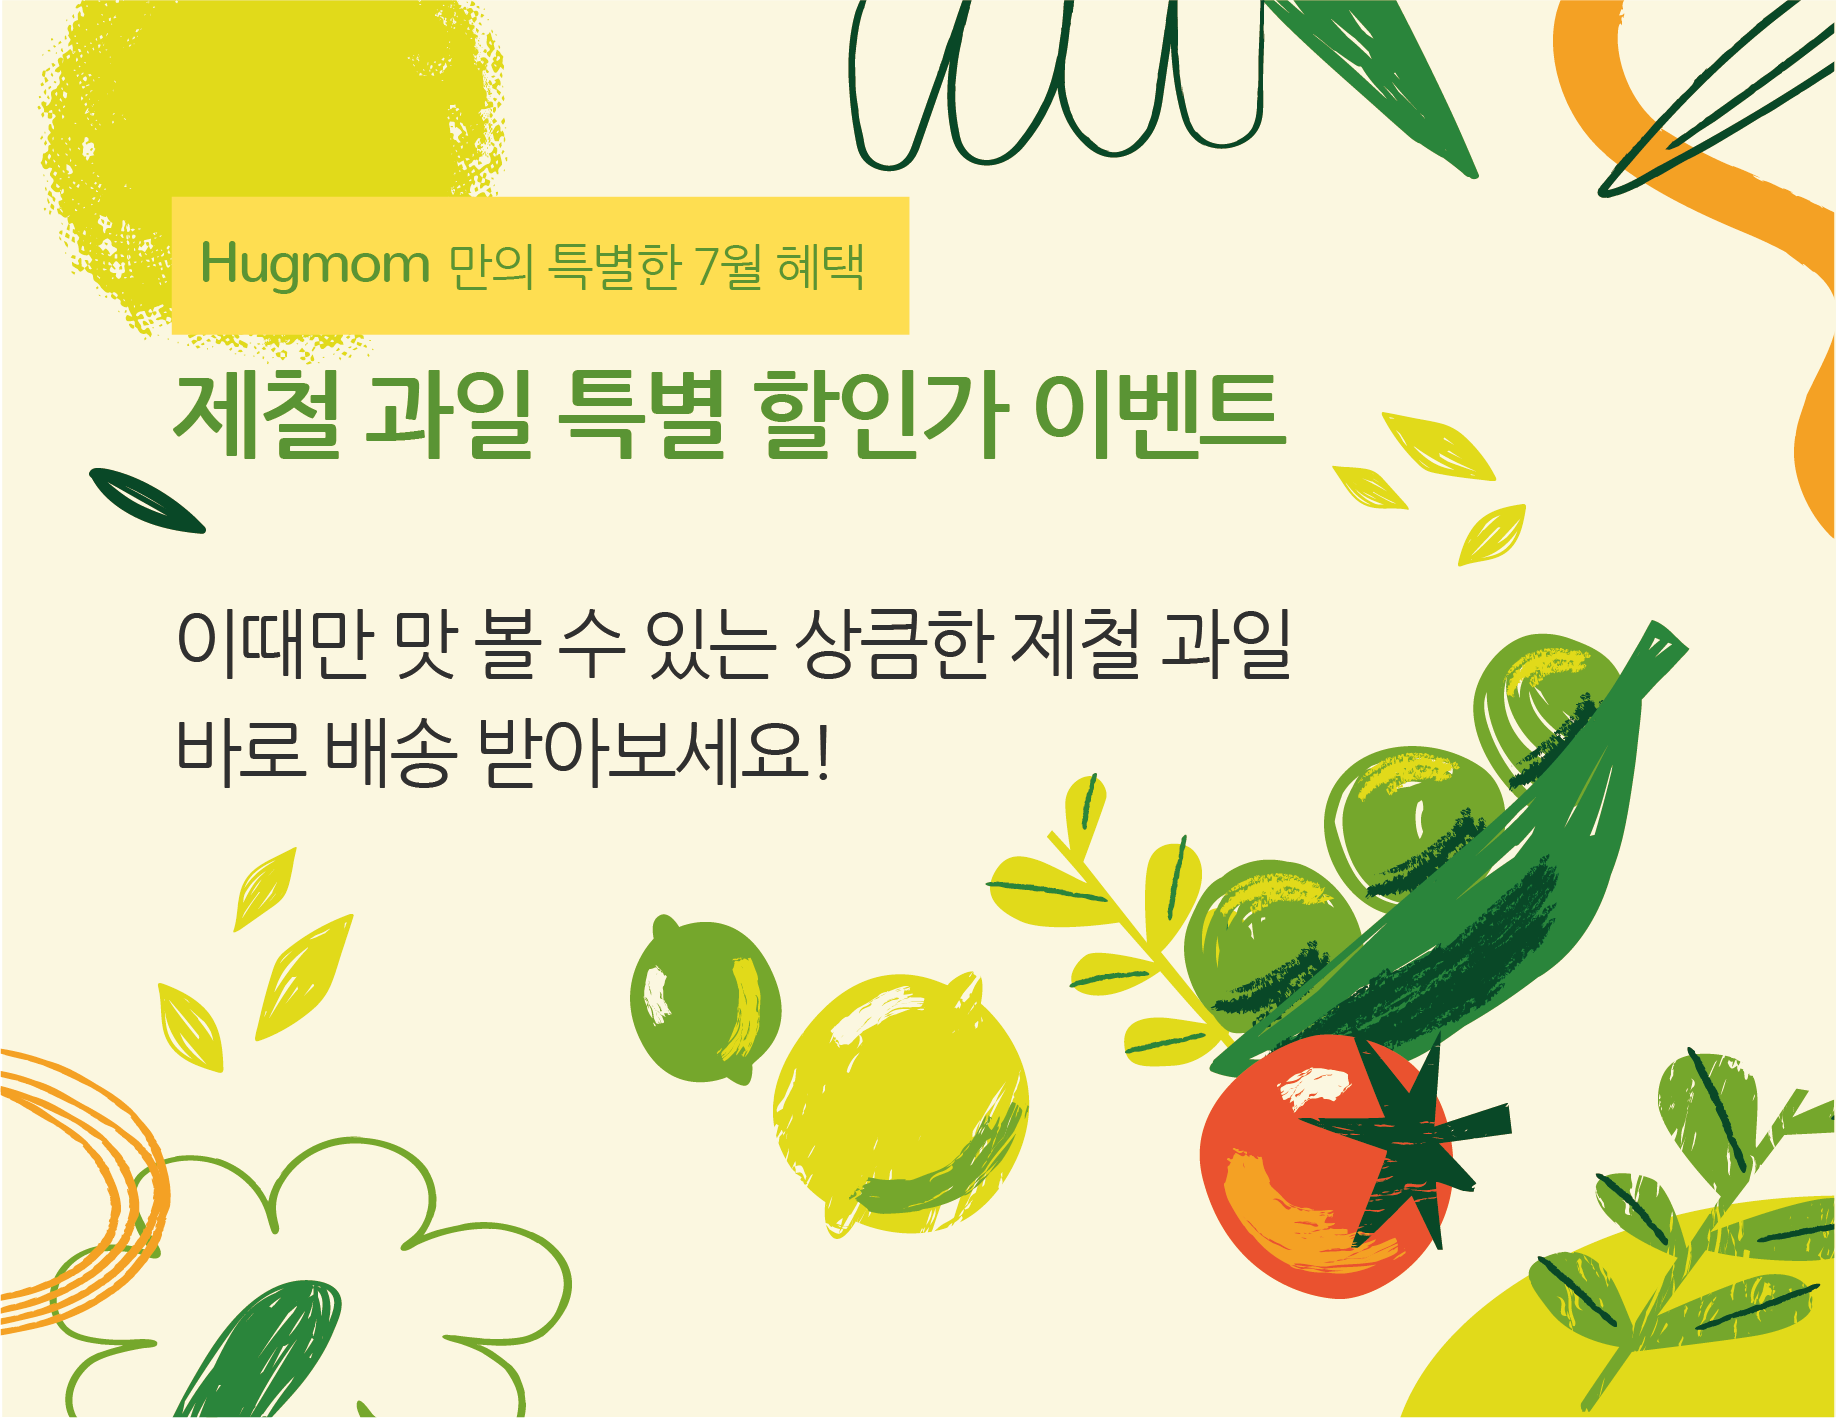 Hugmom 만의 특별한 7월 혜택
제철 과일 특별 할인가 이벤트
이때만 맛 볼 수 있는 상큼한 제철 과일
바로 배송 받아보세요!